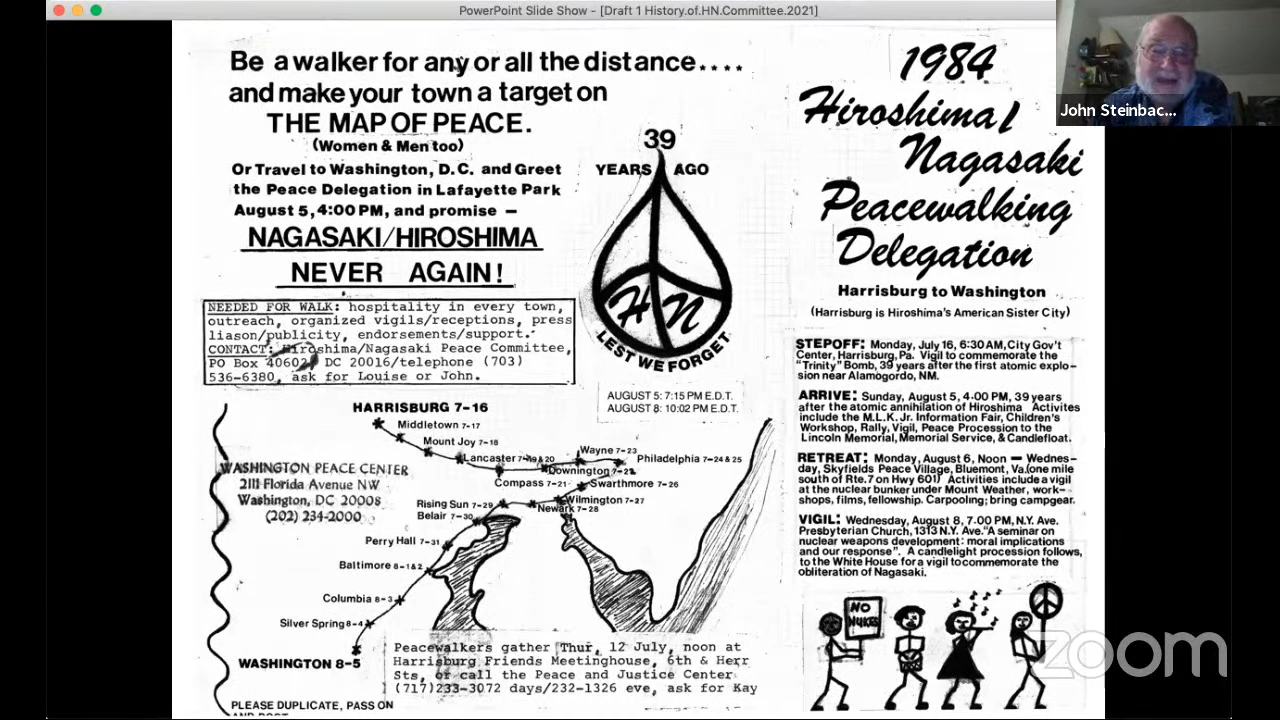 PowerPoint Slide Show - [Draft 1 History.of.HN.Committee.2021]
John Steinbac...
Be a walker for any or all the distance....
and make your town a target on
THE MAP OF PEACE.
(Women & Men too)
Or Travel to Washington, D.C. and Greet
the Peace Delegation in Lafayette Park
August 5, 4:00 PM, and promise —
NAGASAKI/HIROSHIMA
NEVER AGAIN!
NEEDED FOR WALK: hospitality in every town,
outreach, organized vigils/receptions, press
liason/publicity, endorsements/support.
CONTACT: Hiroshima/Nagasaki Peace Committee,
PO Box 40602, DC 20016/telephone (703)
536-6380, ask for Louise or John.
39
YEARS AGO
H N
LEST WE FORGET
AUGUST 5: 7:15 PM E.D.T.
AUGUST 8: 10:02 PM E.D.T.
HARRISBURG 7-16
Middletown 7-17
Mount Joy 7-18
Lancaster 7-19&20
Wayne 7-23
Philadelphia 7-24 & 25
Downington 7-22
Compass 7-21
Swarthmore 7-26
Wilmington 7-27
Rising Sun 7-29
Newark 7-28
Belair 7-30
Perry Hall 7-31
Baltimore 8-1&2
Columbia 8-3
Silver Spring 8-4
WASHINGTON 8-5
WASHINGTON PEACE CENTER
2111 Florida Avenue NW
Washington, DC 20008
(202) 234-2000
Peacewalkers gather Thur, 12 July, noon at
Harrisburg Friends Meetinghouse, 6th & Herr
Sts, or call the Peace and Justice Center
(717)233-3072 days/232-1326 eve, ask for Kay
PLEASE DUPLICATE, PASS ON
AND POST
1984
Hiroshima/
Nagasaki
Peacewalking
Delegation
Harrisburg to Washington
(Harrisburg is Hiroshima's American Sister City)
STEPOFF: Monday, July 16, 6:30 AM, City Gov't
Center, Harrisburg, Pa. Vigil to commemorate the
"Trinity" Bomb, 39 years after the first atomic explo-
sion near Alamogordo, NM.
ARRIVE: Sunday, August 5, 4:00 PM, 39 years
after the atomic annihilation of Hiroshima Activites
include the M.L.K. Jr. Information Fair, Children's
Workshop, Rally, Vigil, Peace Procession to the
Lincoln Memorial, Memorial Service, & Candlefloat.
RETREAT: Monday, August 6, Noon — Wednes-
day, Skyfields Peace Village, Bluemont, Va.(one mile
south of Rte.7 on Hwy 601) Activities include a vigil
at the nuclear bunker under Mount Weather, work-
shops, films, fellowship. Carpooling; bring campgear.
VIGIL: Wednesday, August 8, 7:00 PM, N.Y. Ave.
Presbyterian Church, 1313 N.Y. Ave. "A seminar on
nuclear weapons development: moral implications
and our response". A candlelight procession follows,
to the White House for a vigil to commemorate the
obliteration of Nagasaki.
NO
NUKES
zoom